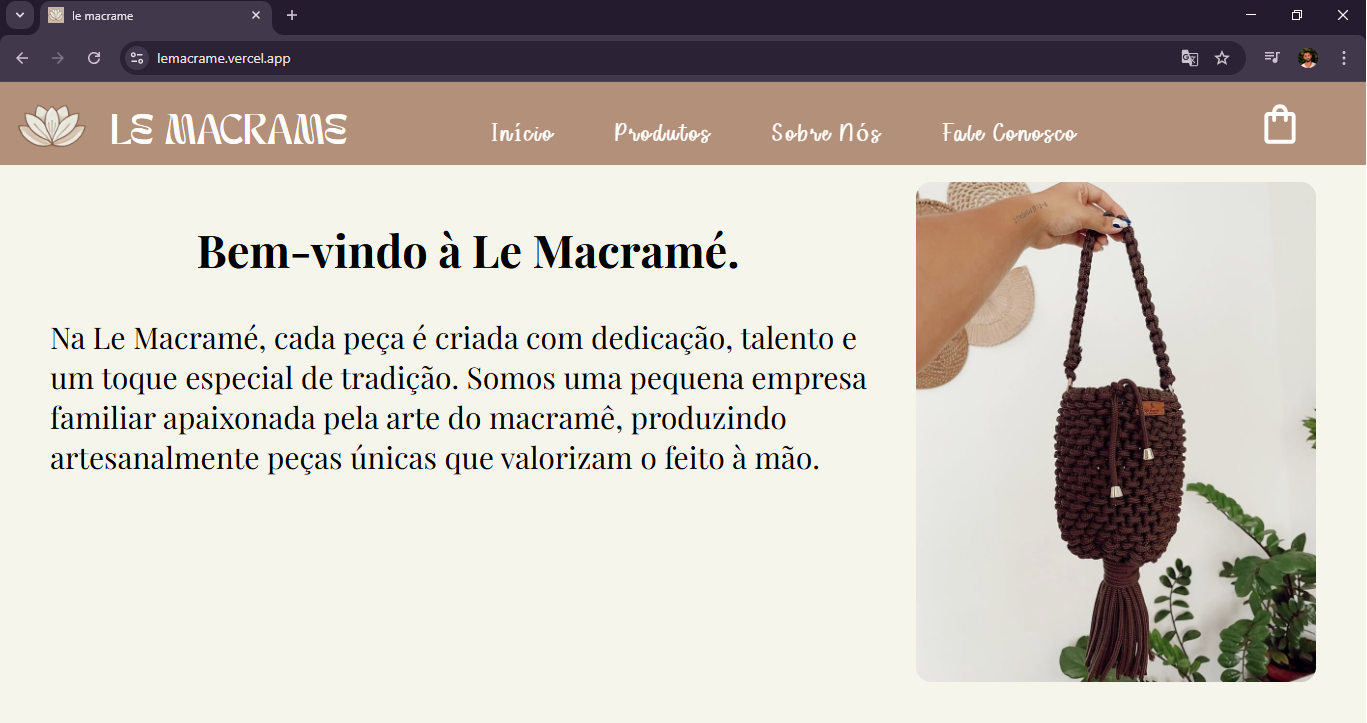 le macrame
lemacrame.vercel.app
LE MACRAME
Início Produtos Sobre Nós Fale Conosco
Bem-vindo à Le Macramé.
Na Le Macramé, cada peça é criada com dedicação, talento e
um toque especial de tradição. Somos uma pequena empresa
familiar apaixonada pela arte do macramê, produzindo
artesanalmente peças únicas que valorizam o feito à mão.